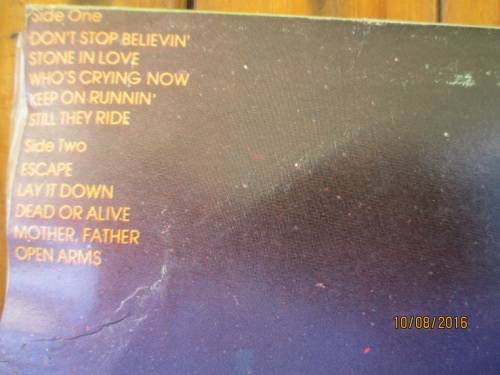 Side One
DON'T STOP BELIEVIN'
STONE IN LOVE
WHO'S CRYING NOW
KEEP ON RUNNIN'
STILL THEY RIDE
Side Two
ESCAPE
LAY IT DOWN
DEAD OR ALIVE
MOTHER, FATHER
OPEN ARMS
10/08/2016